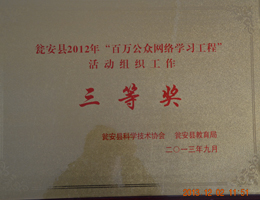 瓮安县2012年“百万公众网络学习工程”
活动组织工作
三等奖
瓮安县科学技术协会 瓮安县教育局
二〇一三年九月